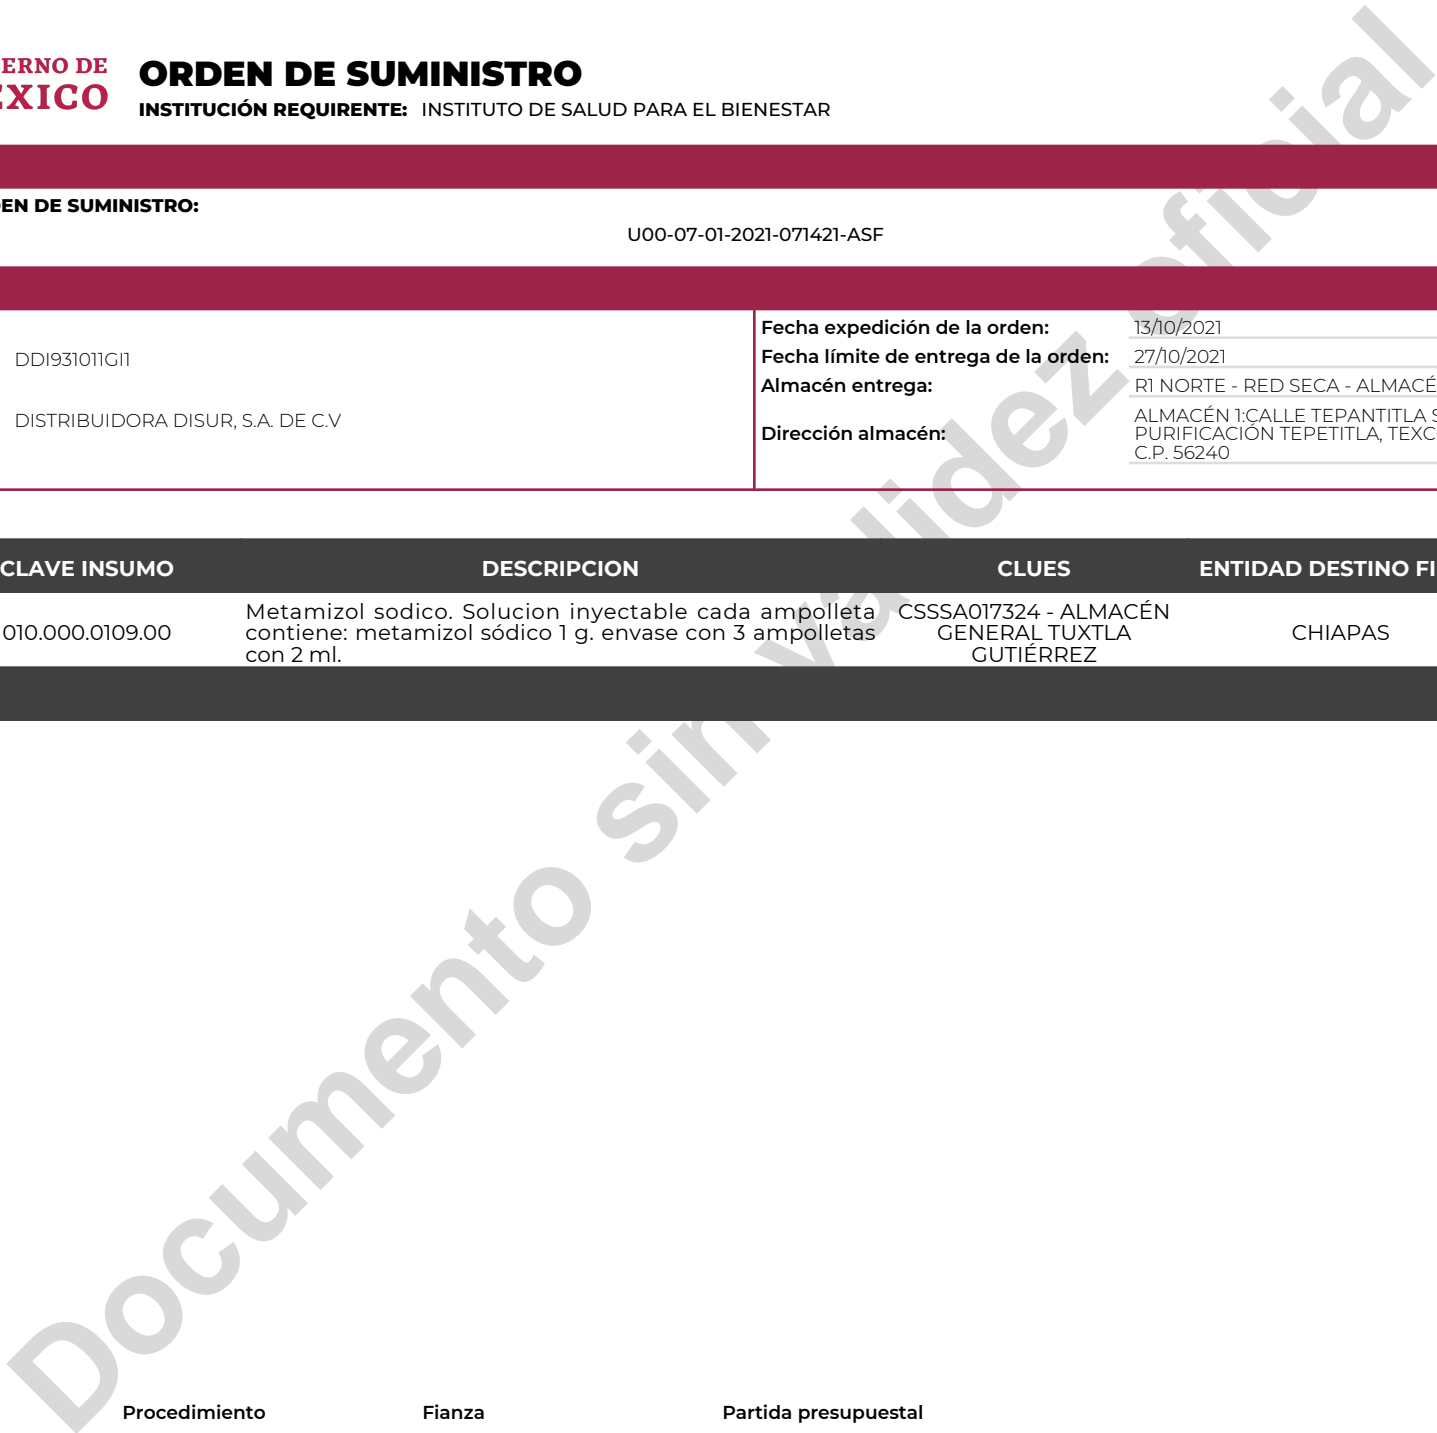 ERNO DE
EXICO
ORDEN DE SUMINISTRO
INSTITUCIÓN REQUIRENTE: INSTITUTO DE SALUD PARA EL BIENESTAR
EN DE SUMINISTRO:
U00-07-01-2021-071421-ASF
DDI931011GI1
DISTRIBUIDORA DISUR, S.A. DE C.V
Fecha expedición de la orden: 13/10/2021
Fecha límite de entrega de la orden: 27/10/2021
Almacén entrega: R1 NORTE - RED SECA - ALMACÉ
Dirección almacén: ALMACÉN 1:CALLE TEPANTITLA S
PURIFICACIÓN TEPETITLA, TEXC
C.P. 56240
CLAVE INSUMO DESCRIPCION CLUES ENTIDAD DESTINO FI
010.000.0109.00
Metamizol sodico. Solucion inyectable cada ampolleta
contiene: metamizol sódico 1 g. envase con 3 ampolletas
con 2 ml.
CSSSA017324 - ALMACÉN
GENERAL TUXTLA
GUTIÉRREZ
CHIAPAS
Documento sin validez oficial
Procedimiento Fianza Partida presupuestal